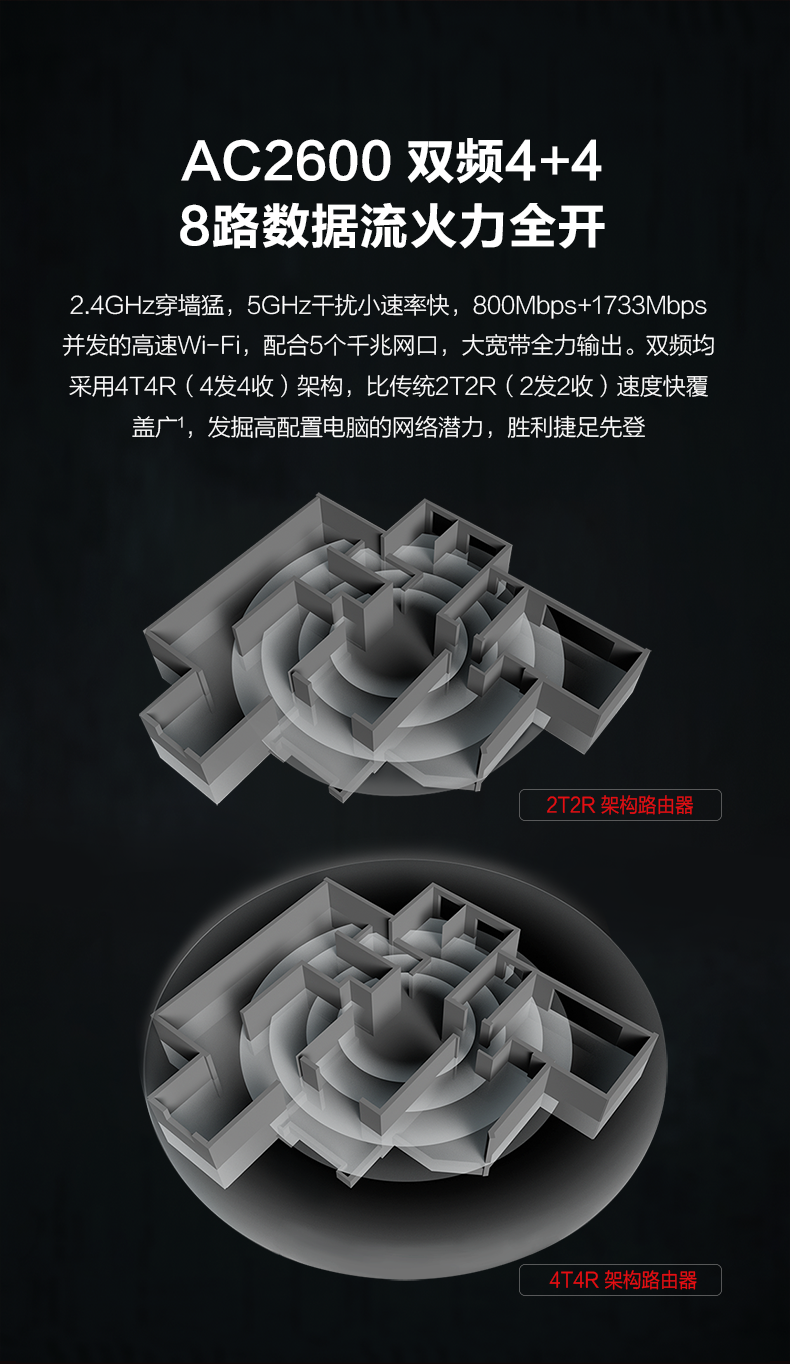 AC2600 双频4+4
8路数据流火力全开
2.4GHz穿墙猛，5GHz干扰小速率快，800Mbps+1733Mbps
并发的高速Wi-Fi，配合5个千兆网口，大宽带全力输出。双频均
采用4T4R（4发4收）架构，比传统2T2R（2发2收）速度快覆
盖广¹，发掘高配置电脑的网络潜力，胜利捷足先登
2T2R 架构路由器
4T4R 架构路由器